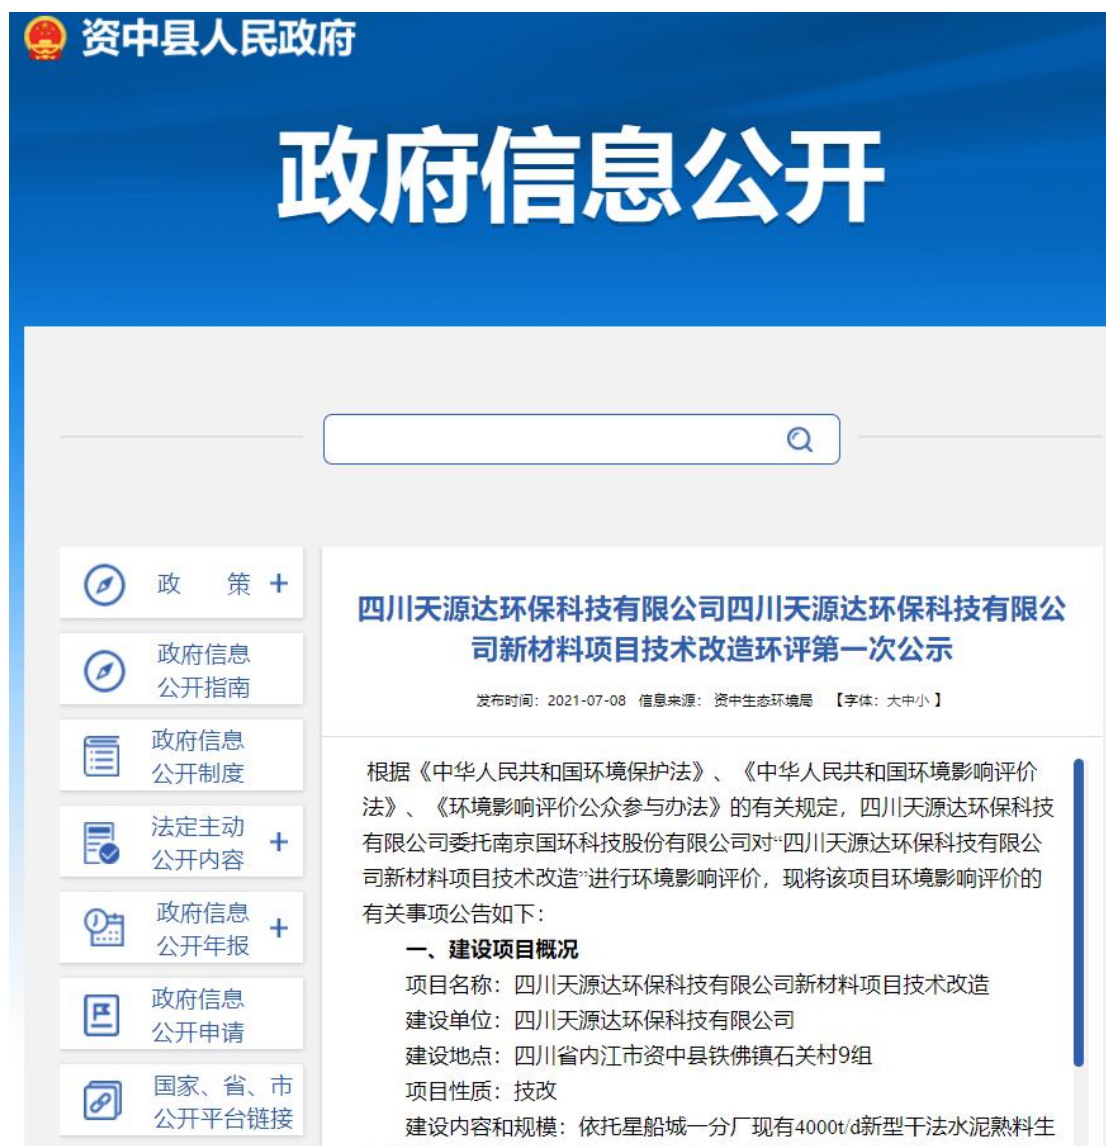 资中县人民政府
政府信息公开
政 策 +
政府信息
公开指南
政府信息
公开制度
法定主动
公开内容 +
政府信息
公开年报 +
政府信息
公开申请
国家、省、市
公开平台链接
四川天源达环保科技有限公司四川天源达环保科技有限公
司新材料项目技术改造环评第一次公示
发布时间：2021-07-08 信息来源： 资中生态环境局 【字体：大中小 】
根据《中华人民共和国环境保护法》、《中华人民共和国环境影响评价
法》、《环境影响评价公众参与办法》的有关规定，四川天源达环保科技
有限公司委托南京国环科技股份有限公司对“四川天源达环保科技有限公
司新材料项目技术改造”进行环境影响评价，现将该项目环境影响评价的
有关事项公告如下：
一、建设项目概况
项目名称：四川天源达环保科技有限公司新材料项目技术改造
建设单位：四川天源达环保科技有限公司
建设地点：四川省内江市资中县铁佛镇石关村9组
项目性质：技改
建设内容和规模：依托星船城一分厂现有4000t/d新型干法水泥熟料生